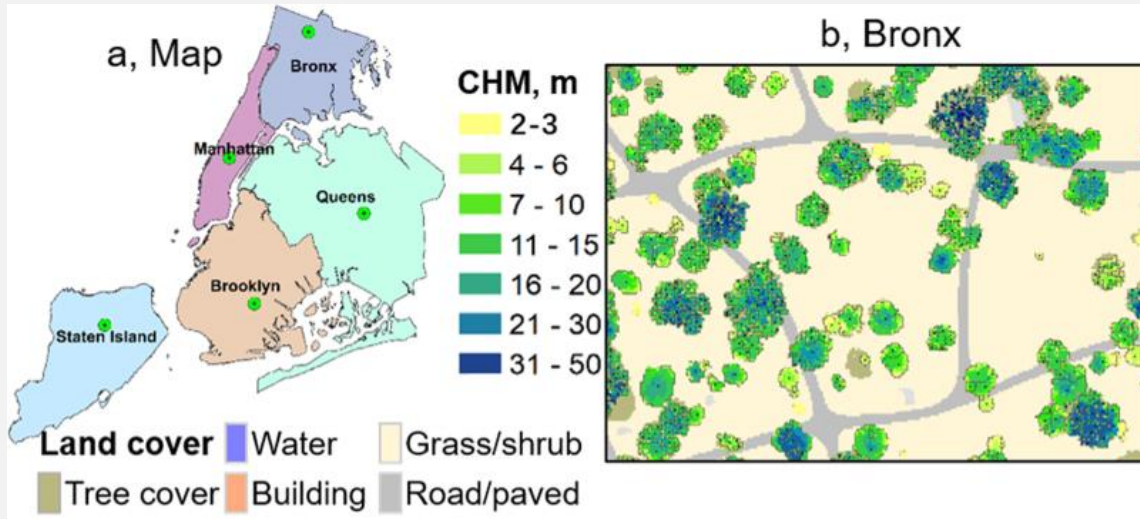 a, Map
Bronx
Manhattan
Queens
Brooklyn
Staten Island
CHM, m
2-3
4 - 6
7 - 10
11 - 15
16 - 20
21 - 30
31 - 50
b, Bronx
Land cover
Water
Grass/shrub
Tree cover
Building
Road/paved